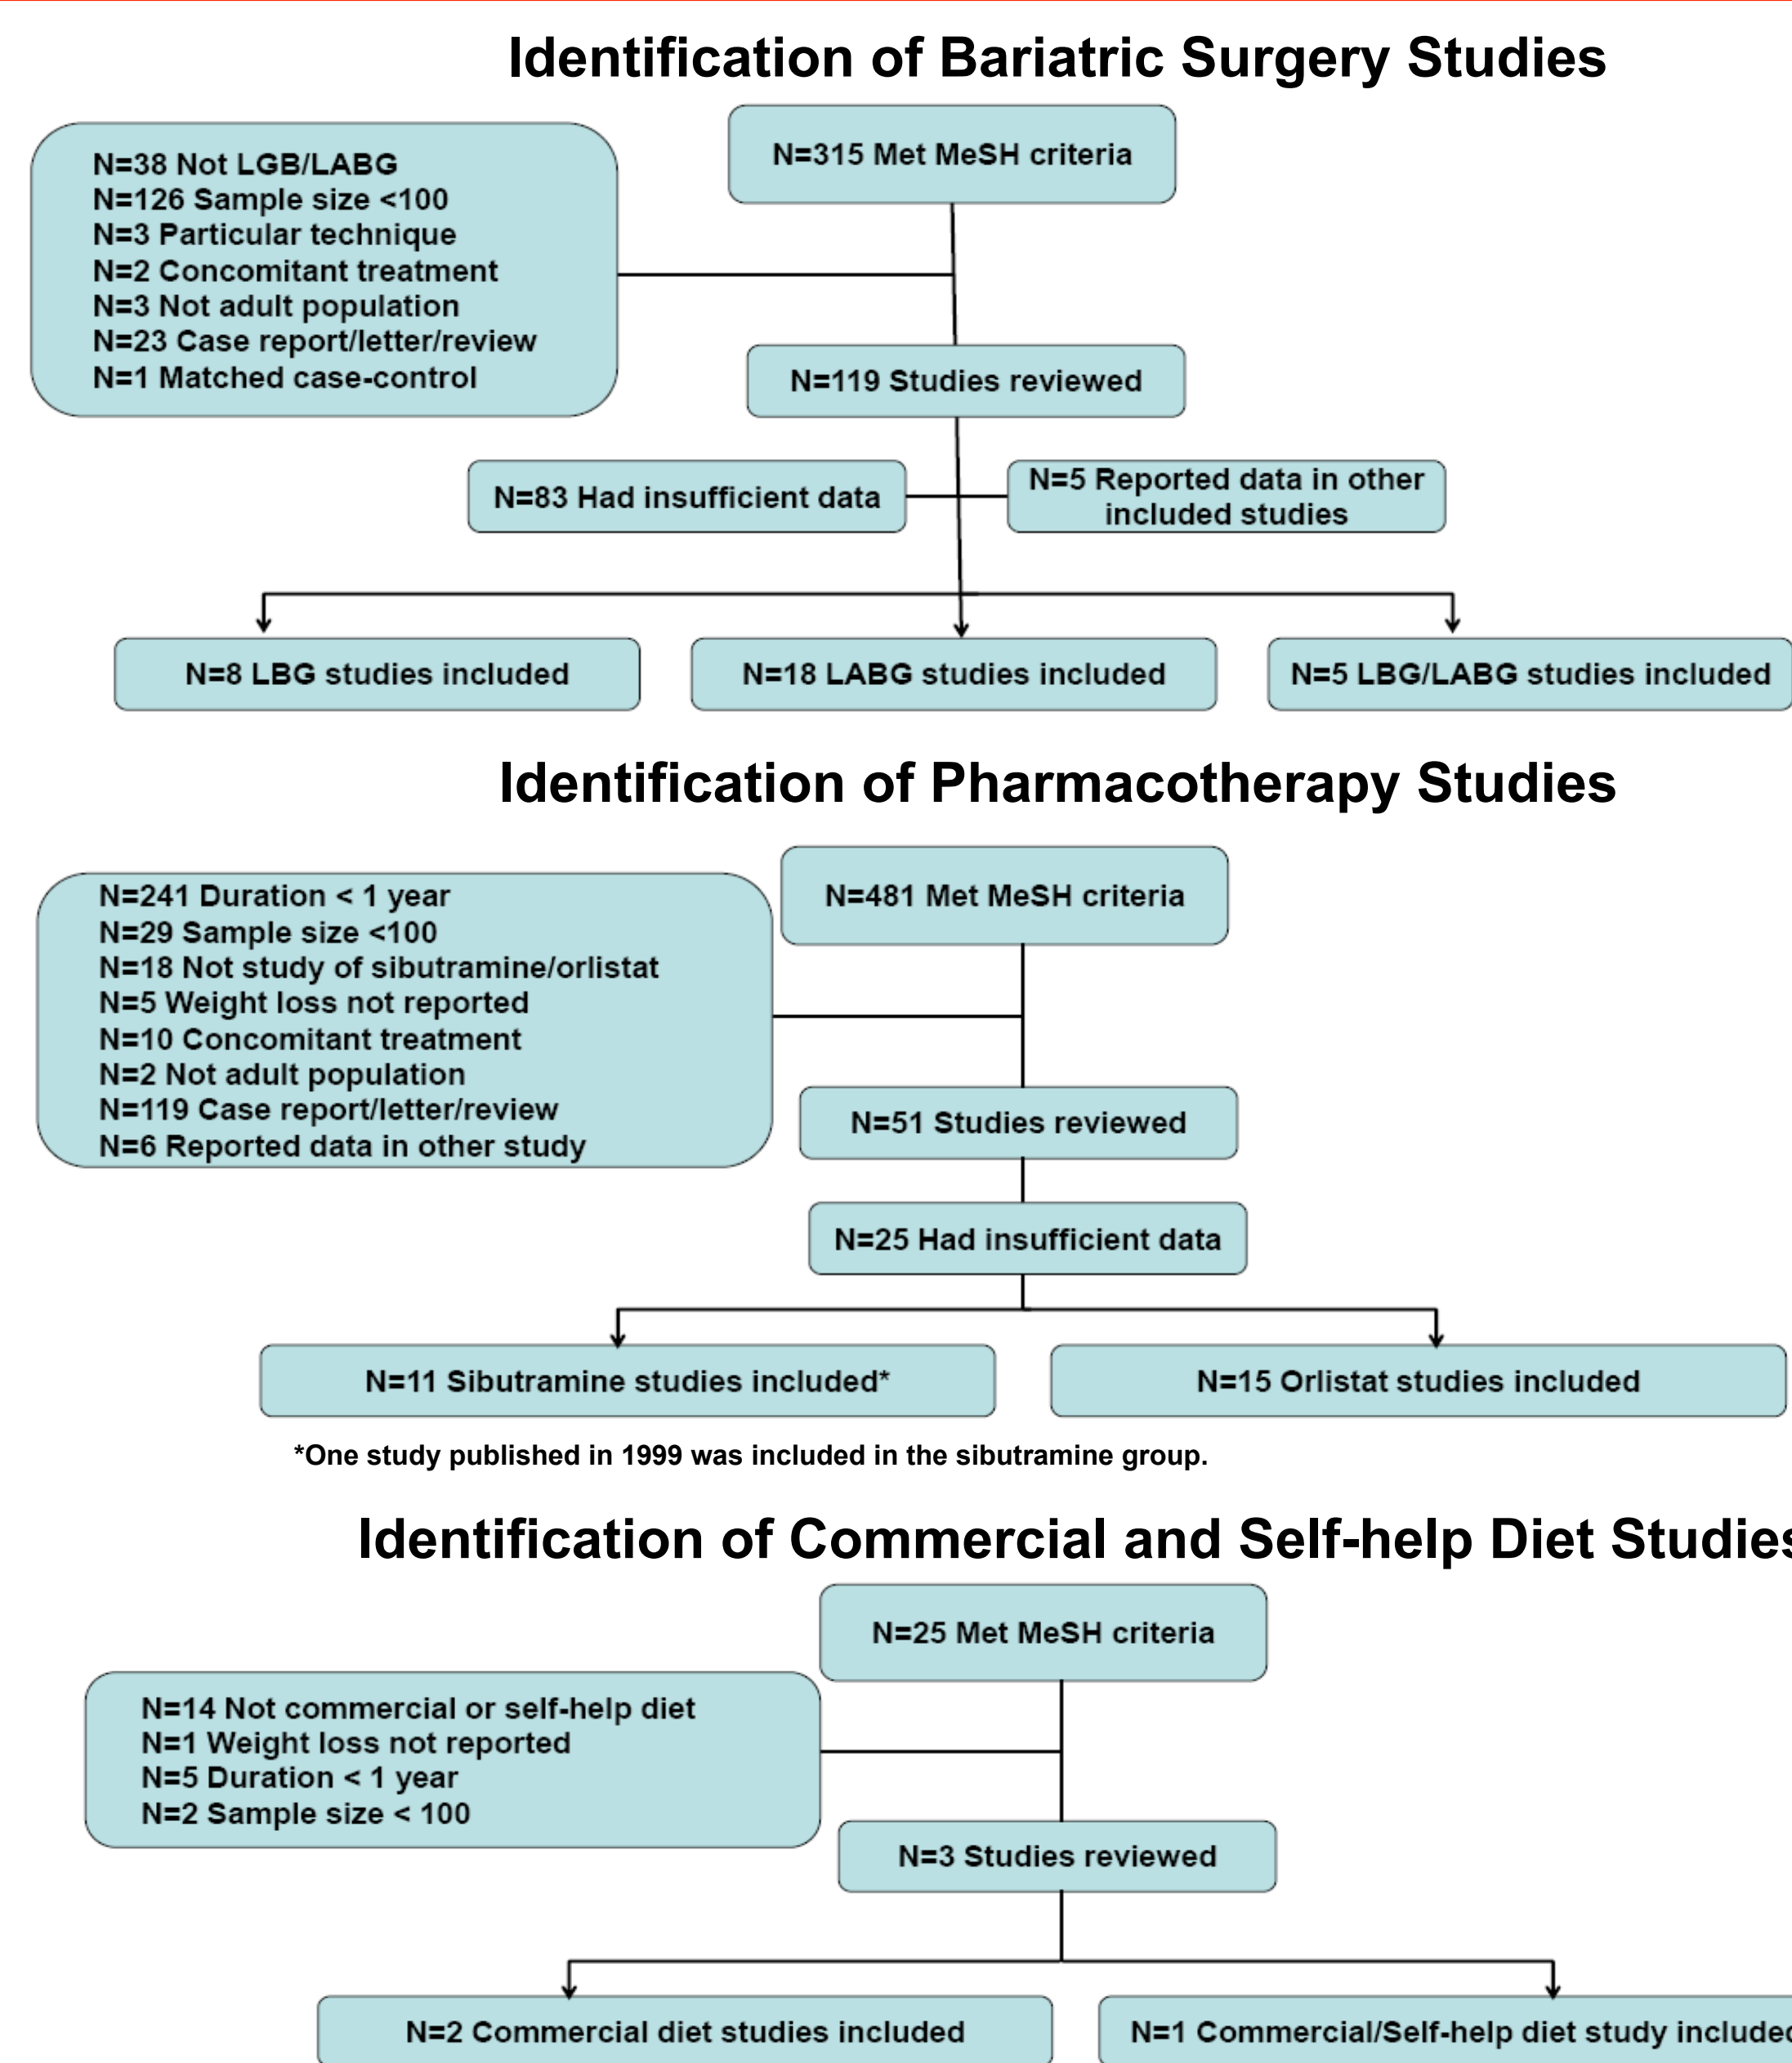 Identification of Bariatric Surgery Studies
N=315 Met MeSH criteria
N=38 Not LGB/LABG
N=126 Sample size <100
N=3 Particular technique
N=2 Concomitant treatment
N=3 Not adult population
N=23 Case report/letter/review
N=1 Matched case-control
N=119 Studies reviewed
N=83 Had insufficient data
N=5 Reported data in other
included studies
N=8 LBG studies included
N=18 LABG studies included
N=5 LBG/LABG studies included
Identification of Pharmacotherapy Studies
N=481 Met MeSH criteria
N=241 Duration < 1 year
N=29 Sample size <100
N=18 Not study of sibutramine/orlistat
N=5 Weight loss not reported
N=10 Concomitant treatment
N=2 Not adult population
N=119 Case report/letter/review
N=6 Reported data in other study
N=51 Studies reviewed
N=25 Had insufficient data
N=11 Sibutramine studies included*
N=15 Orlistat studies included
*One study published in 1999 was included in the sibutramine group.
Identification of Commercial and Self-help Diet Studies
N=25 Met MeSH criteria
N=14 Not commercial or self-help diet
N=1 Weight loss not reported
N=5 Duration < 1 year
N=2 Sample size < 100
N=3 Studies reviewed
N=2 Commercial diet studies included
N=1 Commercial/Self-help diet study included